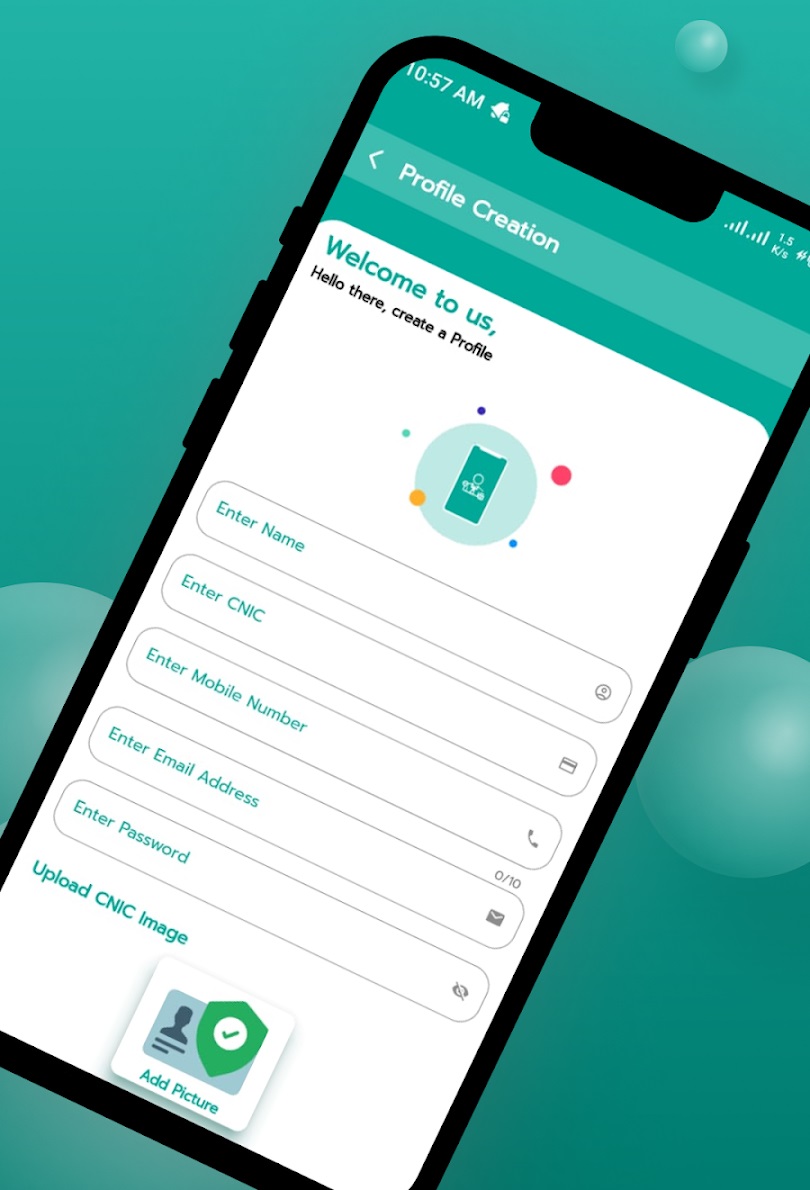 10:57 AM
1.5
K/s
Profile Creation
Welcome to us,
Hello there, create a Profile
Enter Name
Enter CNIC
Enter Mobile Number
0/10
Enter Email Address
Enter Password
Upload CNIC Image
Add Picture